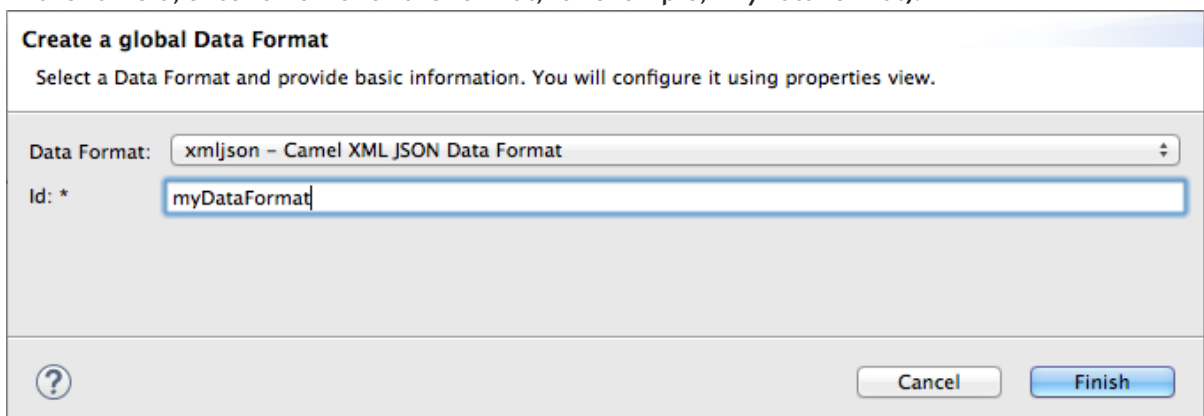 Create a global Data Format
Select a Data Format and provide basic information. You will configure it using properties view.
Data Format: xmljson – Camel XML JSON Data Format
Id: * myDataFormat
? Cancel Finish